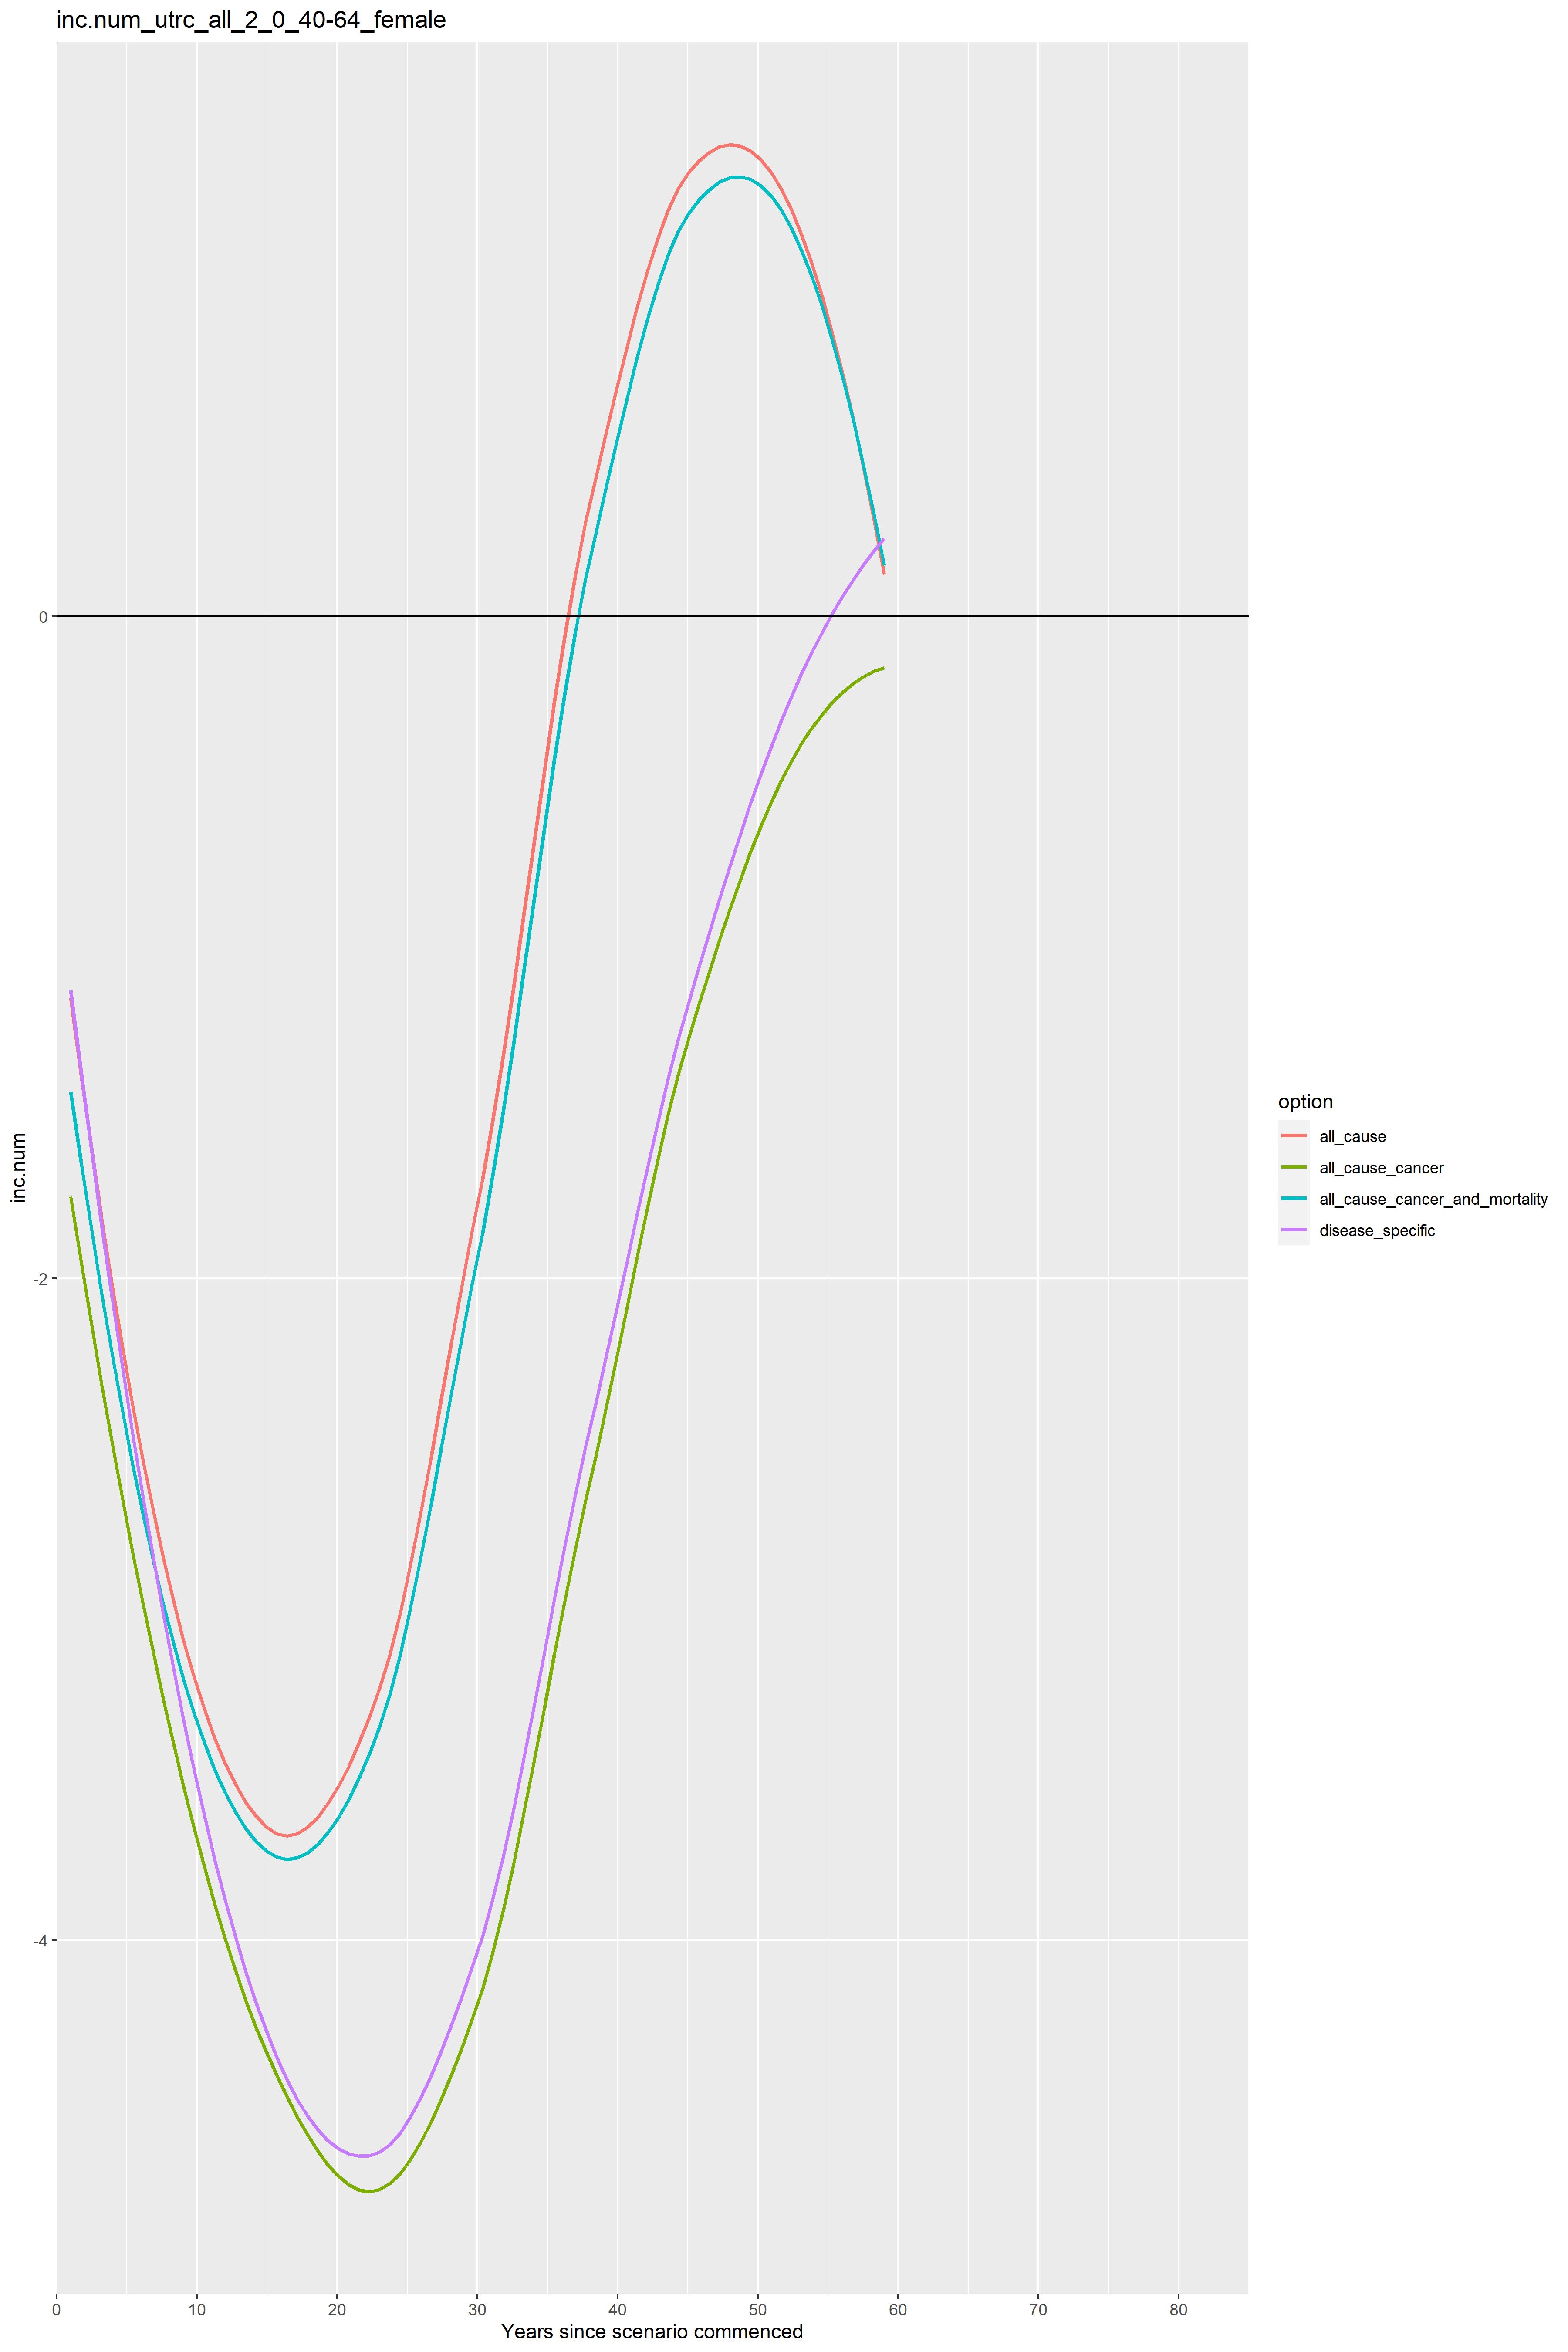 inc.num_utrc_all_2_0_40-64_female
inc.num
0
-2
-4
0 10 20 30 40 50 60 70 80
Years since scenario commenced
option
all_cause
all_cause_cancer
all_cause_cancer_and_mortality
disease_specific